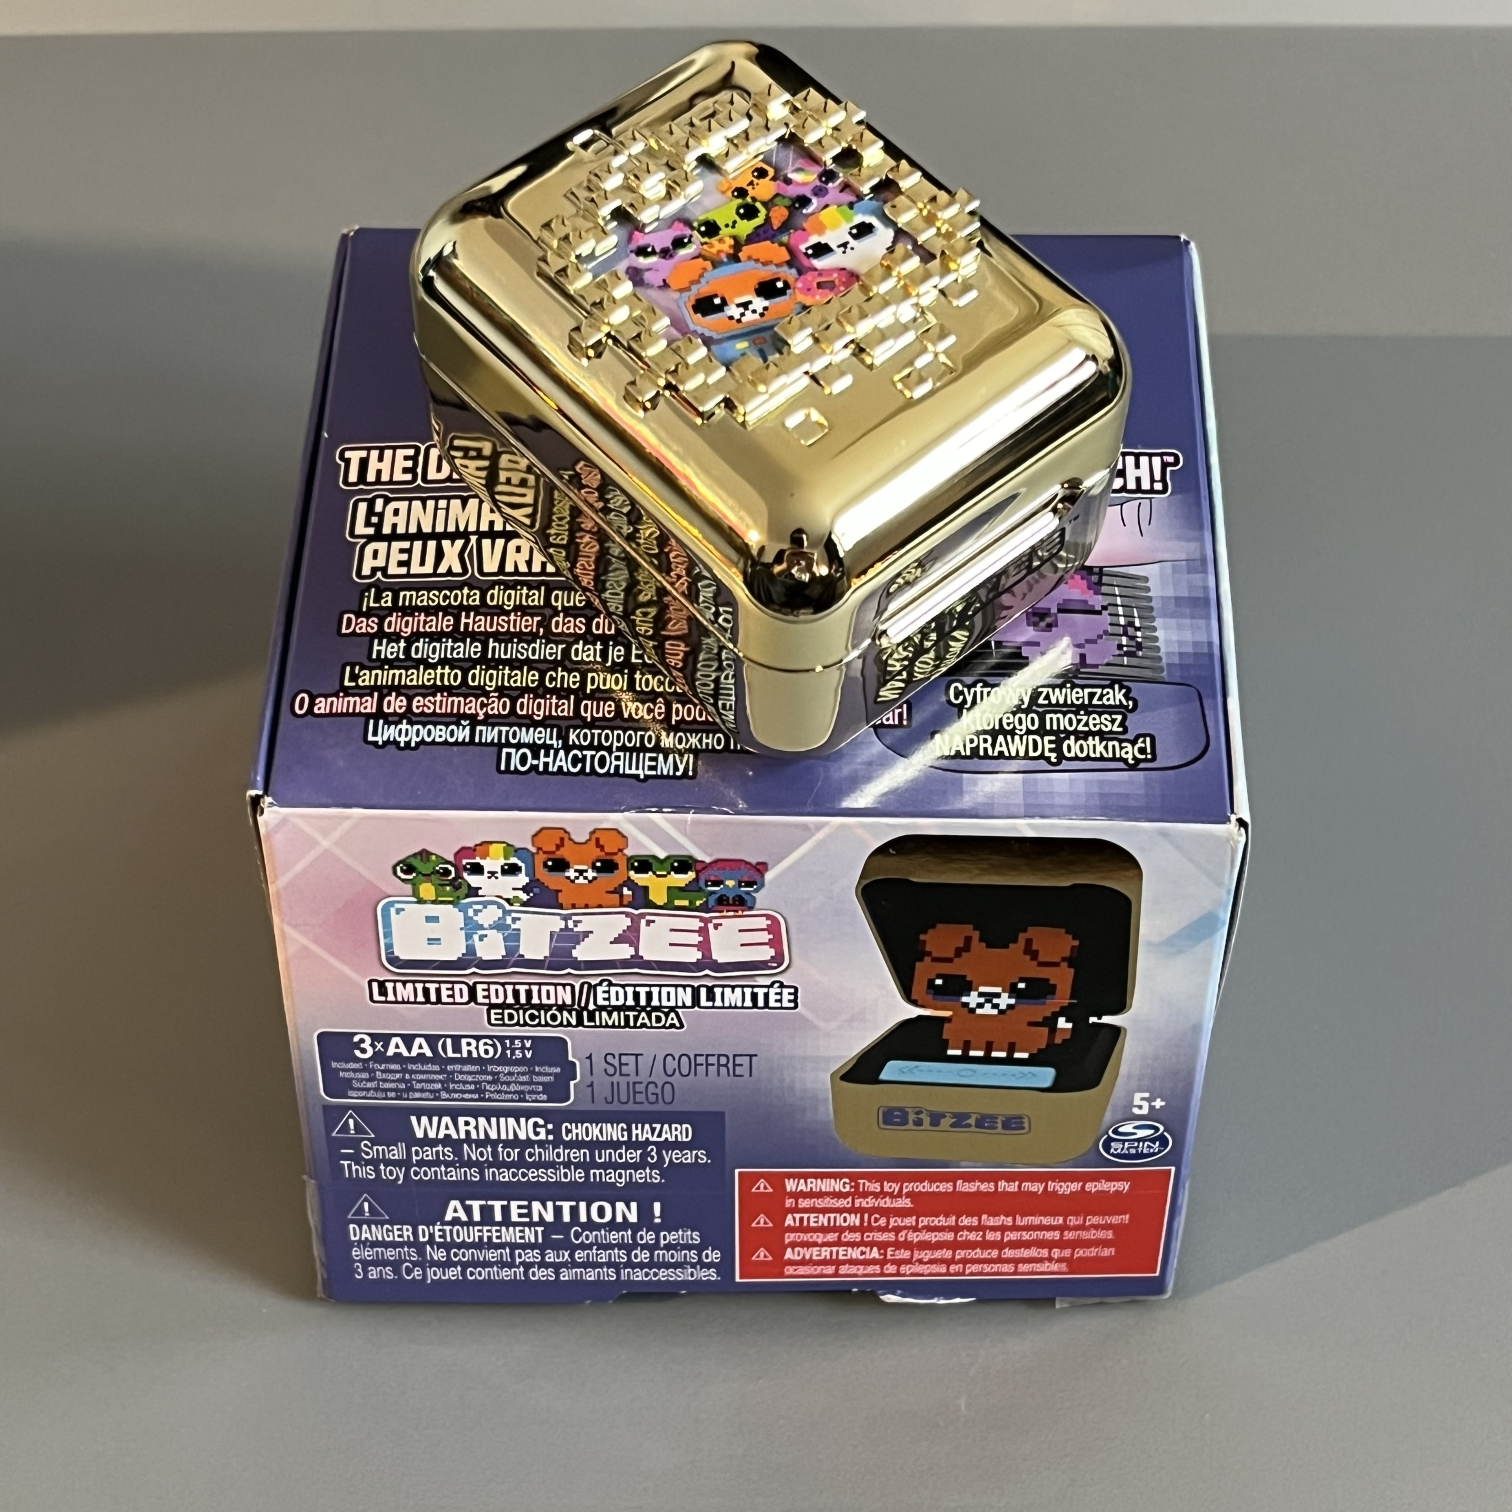 THE D
CH!™
L'ANiMA
PEUX VRA
¡La mascota digital que
Das digitale Haustier, das du
Het digitale huisdier dat je
L'animaletto digitale che puoi
O animal de estimação digital que você
Цифровой питомец, которого можно
ПО-НАСТОЯЩЕМУ!
Cyfrowy zwierzak,
którego możesz
NAPRAWDĘ dotknąć!
BiTZEE
LIMITED EDITION // ÉDITION LIMITÉE
EDICIÓN LIMITADA
3×AA (LR6) 1.5 V
1,5 V
1 SET / COFFRET
1 JUEGO
⚠ WARNING: CHOKING HAZARD
– Small parts. Not for children under 3 years.
This toy contains inaccessible magnets.
⚠ ATTENTION !
DANGER D'ÉTOUFFEMENT – Contient de petits
éléments. Ne convient pas aux enfants de moins de
3 ans. Ce jouet contient des aimants inaccessibles.
BiTZEE
5+
SPIN
MASTER™
⚠ WARNING: This toy produces flashes that may trigger epilepsy
in sensitised individuals.
⚠ ATTENTION ! Ce jouet produit des flashs lumineux qui peuvent
provoquer des crises d'épilepsie chez les personnes sensibles.
⚠ ADVERTENCIA: Este juguete produce destellos que podrían
ocasionar ataques de epilepsia en personas sensibles.